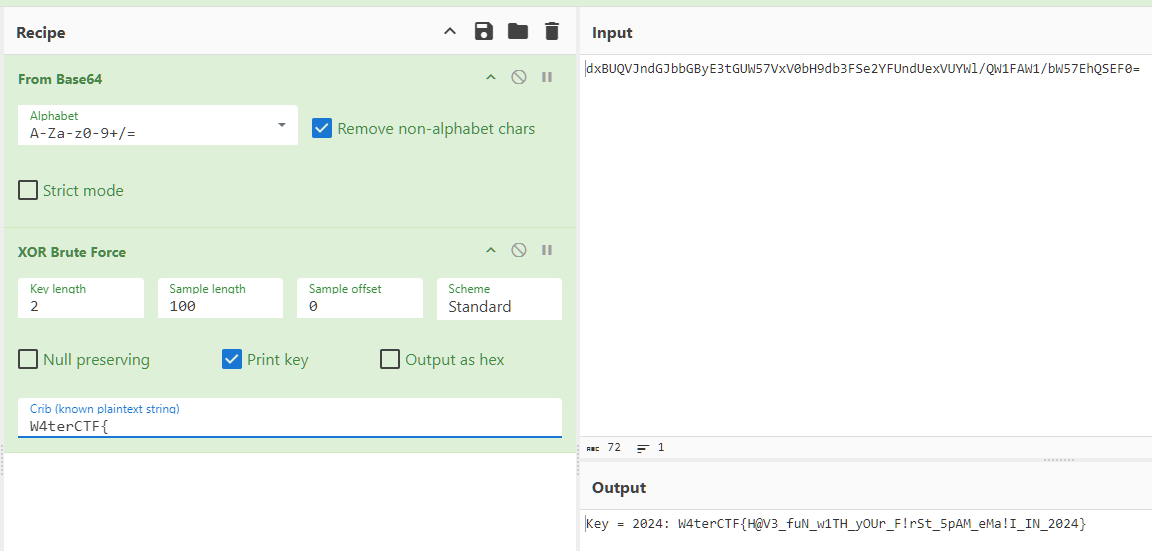 Recipe
From Base64
Alphabet
A-Za-z0-9+/=
Remove non-alphabet chars
Strict mode
XOR Brute Force
Key length
2
Sample length
100
Sample offset
0
Scheme
Standard
Null preserving
Print key
Output as hex
Crib (known plaintext string)
W4terCTF{
Input
dxBUQVJndGJbbGByE3tGUW57VxV0bH9db3FSe2YFUndUexVUYWl/QW1FAW1/bW57EhQSEF0=
ABC 72 1
Output
Key = 2024: W4terCTF{H@V3_fuN_w1TH_yOUr_F!rSt_5pAM_eMa!I_IN_2024}